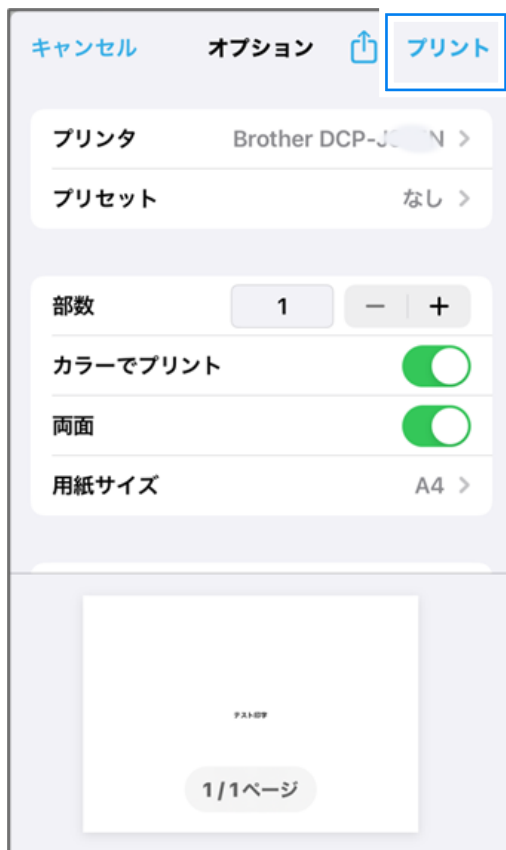 キャンセル オプション プリント
プリンタ Brother DCP-J
プリセット なし
部数 1 − +
カラーでプリント
両面
用紙サイズ A4
テスト印字
1/1ページ